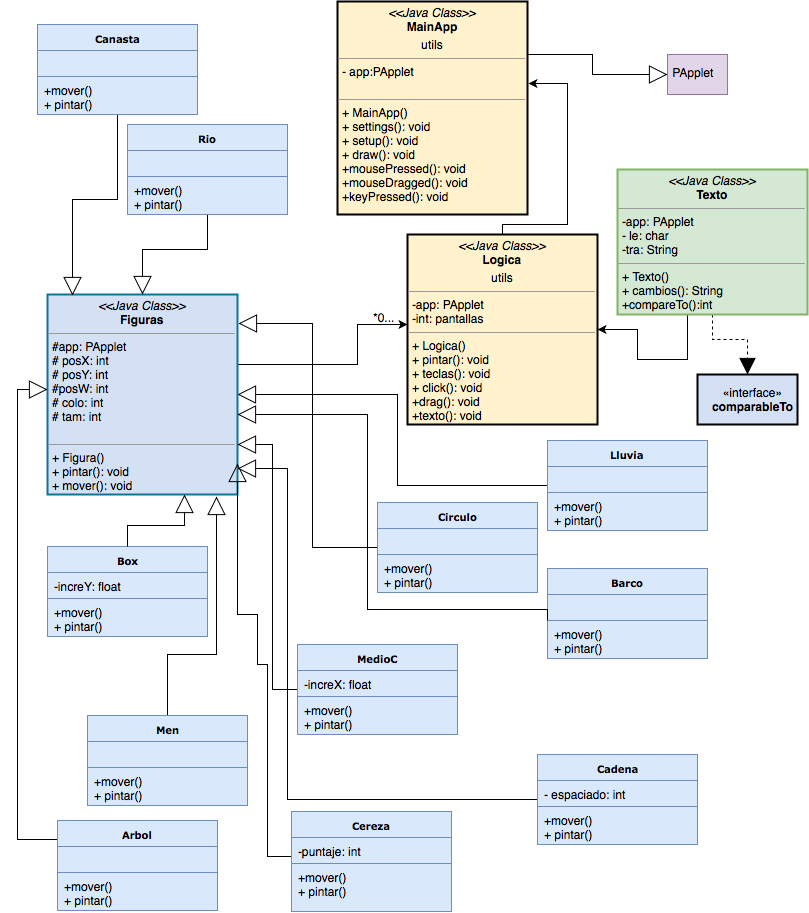 Canasta
+mover()
+ pintar()
Rio
+mover()
+ pintar()
<<Java Class>>
MainApp
utils
- app:PApplet
+ MainApp()
+ settings(): void
+ setup(): void
+ draw(): void
+mousePressed(): void
+mouseDragged(): void
+keyPressed(): void
PApplet
<<Java Class>>
Texto
-app: PApplet
- le: char
-tra: String
+ Texto()
+ cambios(): String
+compareTo():int
<<Java Class>>
Logica
utils
-app: PApplet
-int: pantallas
+ Logica()
+ pintar(): void
+ teclas(): void
+ click(): void
+drag(): void
+texto(): void
*0...
<<Java Class>>
Figuras
#app: PApplet
# posX: int
# posY: int
#posW: int
# colo: int
# tam: int
+ Figura()
+ pintar(): void
+ mover(): void
«interface»
comparableTo
Lluvia
+mover()
+ pintar()
Circulo
+mover()
+ pintar()
Box
-increY: float
+mover()
+ pintar()
Barco
+mover()
+ pintar()
MedioC
-increX: float
+mover()
+ pintar()
Men
+mover()
+ pintar()
Cadena
- espaciado: int
+mover()
+ pintar()
Arbol
+mover()
+ pintar()
Cereza
-puntaje: int
+mover()
+ pintar()